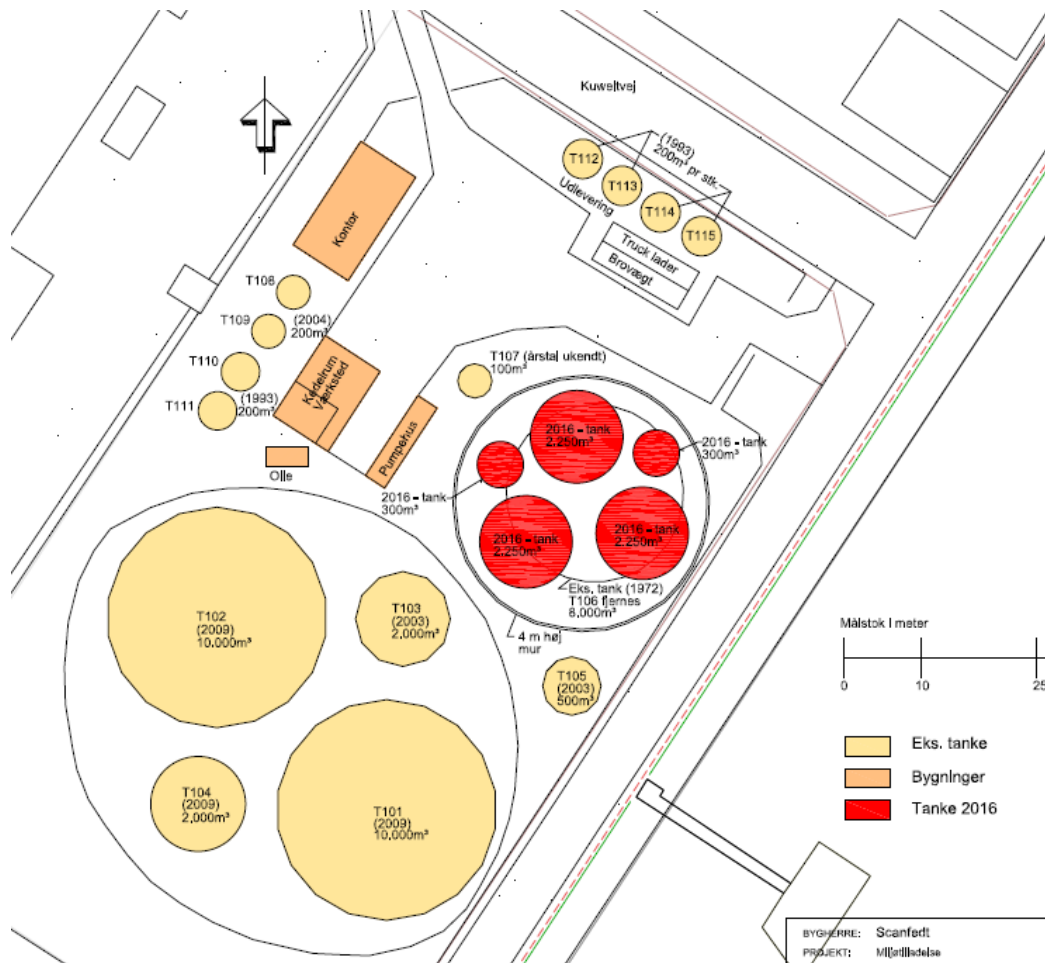 Kuwejtvej
(1993)
200m³ pr stk.
T112
T113
T114
T115
Udlevering
Truck lader
Brovægt
Kontor
T108
T109
(2004)
200m³
T110
T111
(1993)
200m³
Kedelrum
Værksted
Olie
Pumpehus
T107 (årstal ukendt)
100m³
2016 - tank
2.250m³
2016 - tank
300m³
2016 - tank
300m³
2016 - tank
2.250m³
2016 - tank
2.250m³
Eks. tank (1972)
T106 fjernes
8,000m³
4 m høj
mur
T102
(2009)
10.000m³
T103
(2003)
2,000m³
T105
(2003)
500m³
T104
(2009)
2,000m³
T101
(2009)
10,000m³
Målstok i meter
0 10 25
Eks. tanke
Bygninger
Tanke 2016
BYGHERRE: Scanfedt
PROJEKT: Miljøtilladelse